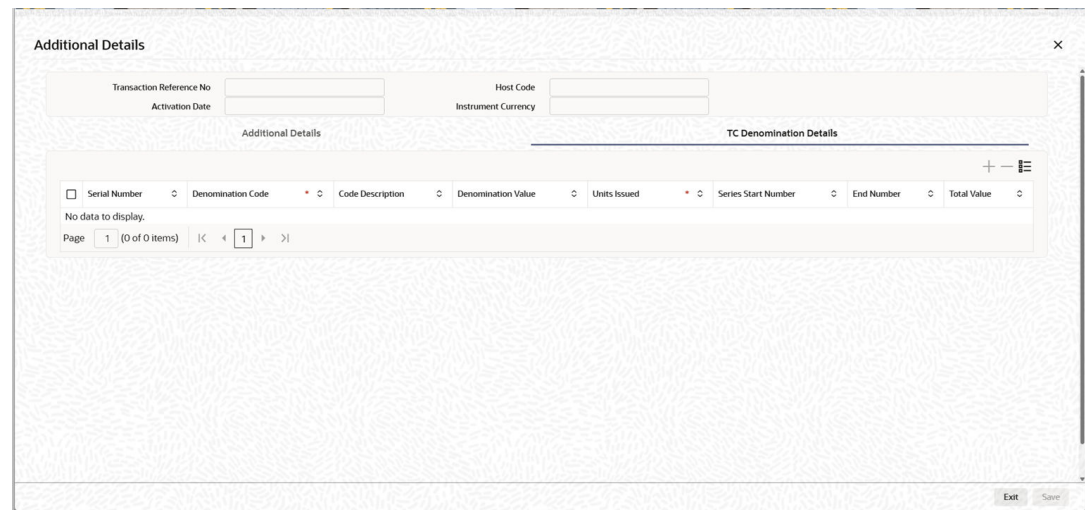 Additional Details
Transaction Reference No Host Code
Activation Date Instrument Currency
Additional Details TC Denomination Details
Serial Number Denomination Code * Code Description Denomination Value Units Issued * Series Start Number End Number Total Value
No data to display.
Page 1 (0 of 0 items) 1
Exit Save